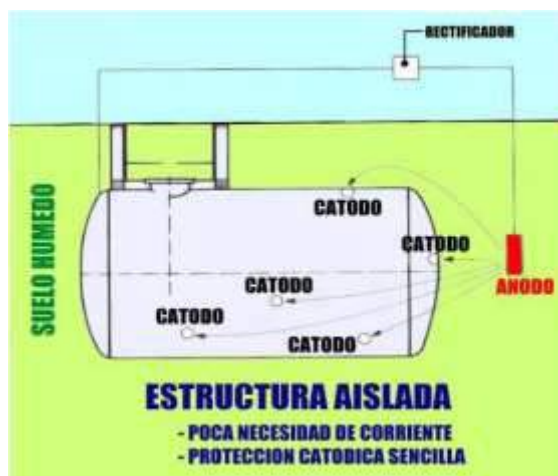 RECTIFICADOR
SUELO HUMEDO
CATODO
CATODO
CATODO
CATODO
CATODO
ANODO
ESTRUCTURA AISLADA
- POCA NECESIDAD DE CORRIENTE
- PROTECCION CATODICA SENCILLA